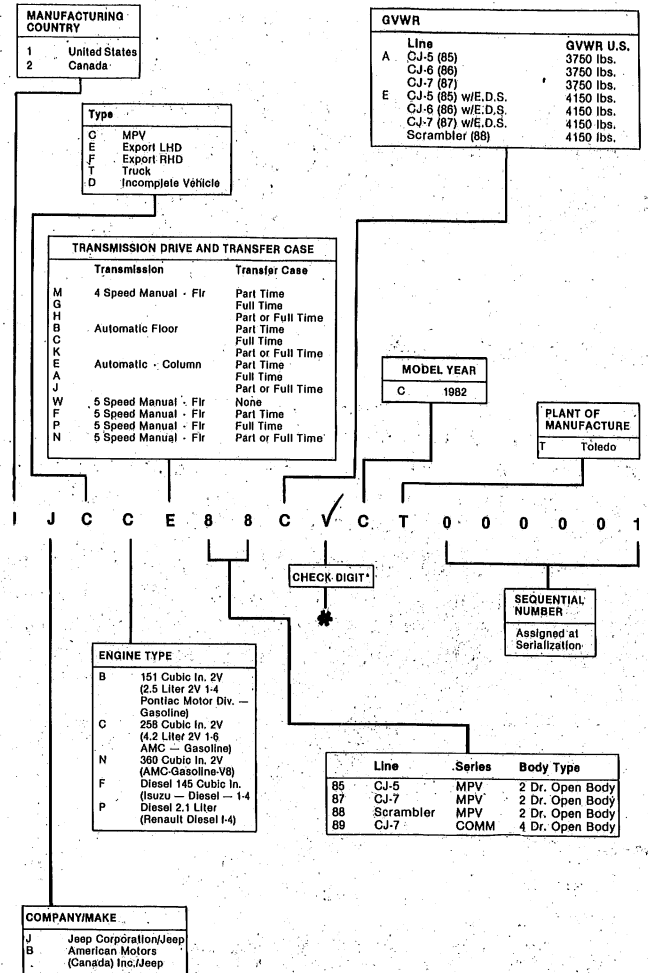 MANUFACTURING
COUNTRY
1 United States
2 Canada
GVWR
Line GVWR U.S.
A CJ-5 (85) 3750 lbs.
CJ-6 (86) 3750 lbs.
CJ-7 (87) 3750 lbs.
E CJ-5 (85) w/E.D.S. 4150 lbs.
CJ-6 (86) w/E.D.S. 4150 lbs.
CJ-7 (87) w/E.D.S. 4150 lbs.
Scrambler (88) 4150 lbs.
Type
C MPV
E Export LHD
F Export RHD
T Truck
D Incomplete Vehicle
TRANSMISSION DRIVE AND TRANSFER CASE
Transmission Transfer Case
M 4 Speed Manual - Flr Part Time
G Full Time
H Part or Full Time
B Automatic Floor Part Time
C Full Time
K Part or Full Time
E Automatic - Column Part Time
A Full Time
J Part or Full Time
W 5 Speed Manual - Flr None
F 5 Speed Manual - Flr Part Time
P 5 Speed Manual - Flr Full Time
N 5 Speed Manual - Flr Part or Full Time
MODEL YEAR
C 1982
PLANT OF
MANUFACTURE
T Toledo
I J C C E 8 8 C V C T 0 0 0 0 0 1
CHECK DIGIT*
*
SEQUENTIAL
NUMBER
Assigned at
Serialization
ENGINE TYPE
B 151 Cubic In. 2V
(2.5 Liter 2V 1-4
Pontiac Motor Div. —
Gasoline)
C 258 Cubic In. 2V
(4.2 Liter 2V 1-6
AMC — Gasoline)
N 360 Cubic In. 2V
(AMC-Gasoline-V8)
F Diesel 145 Cubic In.
(Isuzu — Diesel — 1-4
P Diesel 2.1 Liter
(Renault Diesel I-4)
Line Series Body Type
85 CJ-5 MPV 2 Dr. Open Body
87 CJ-7 MPV 2 Dr. Open Body
88 Scrambler MPV 2 Dr. Open Body
89 CJ-7 COMM 4 Dr. Open Body
COMPANY/MAKE
J Jeep Corporation/Jeep
B American Motors
(Canada) Inc./Jeep